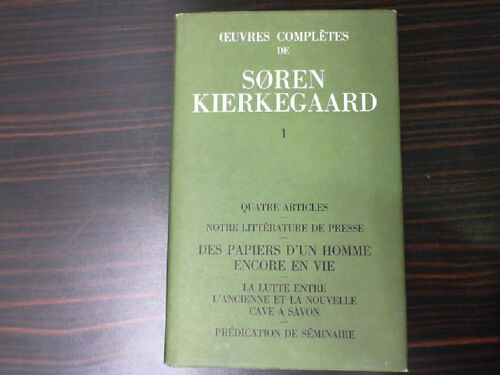 ŒUVRES COMPLÈTES
DE
SØREN
KIERKEGAARD
1
QUATRE ARTICLES
NOTRE LITTÉRATURE DE PRESSE
DES PAPIERS D'UN HOMME
ENCORE EN VIE
LA LUTTE ENTRE
L'ANCIENNE ET LA NOUVELLE
CAVE A SAVON
PRÉDICATION DE SÉMINAIRE